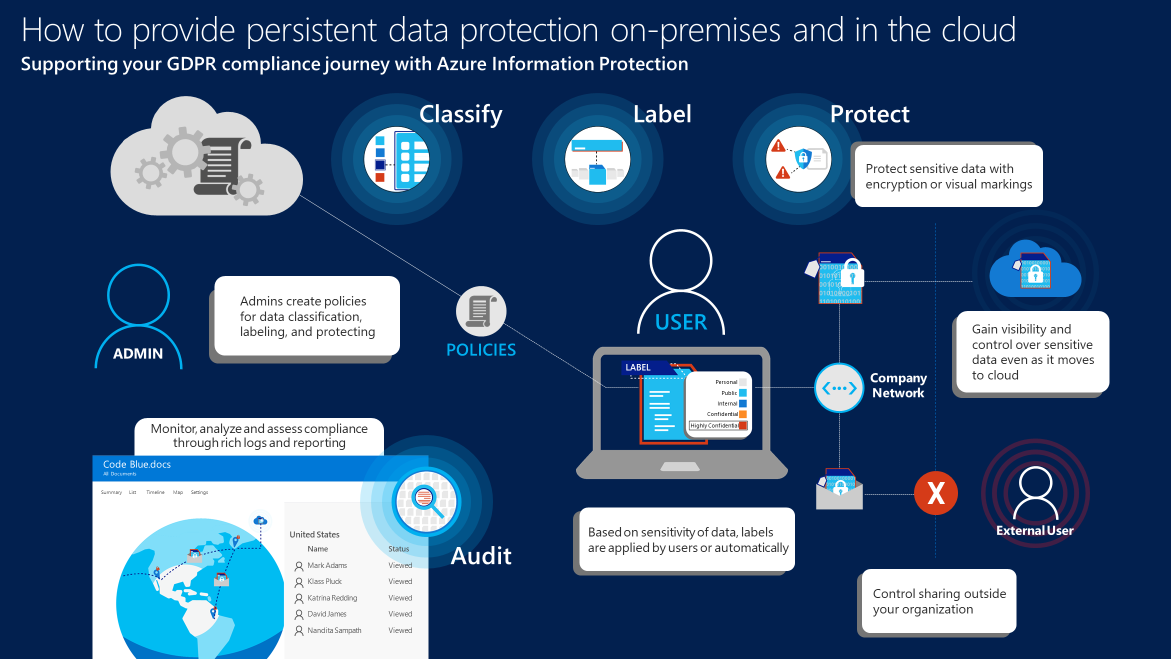 How to provide persistent data protection on-premises and in the cloud
Supporting your GDPR compliance journey with Azure Information Protection
Classify
Label
Protect
Protect sensitive data with
encryption or visual markings
ADMIN
Admins create policies
for data classification,
labeling, and protecting
POLICIES
USER
LABEL
Personal
Public
Internal
Confidential
Highly Confidential
Company
Network
Gain visibility and
control over sensitive
data even as it moves
to cloud
Monitor, analyze and assess compliance
through rich logs and reporting
Code Blue.docs
All Documents
Summary List Timeline Map Settings
United States
Name Status
Mark Adams Viewed
Klass Pluck Viewed
Katrina Redding Viewed
David James Viewed
Nandita Sampath Viewed
Audit
Based on sensitivity of data, labels
are applied by users or automatically
X
External User
Control sharing outside
your organization